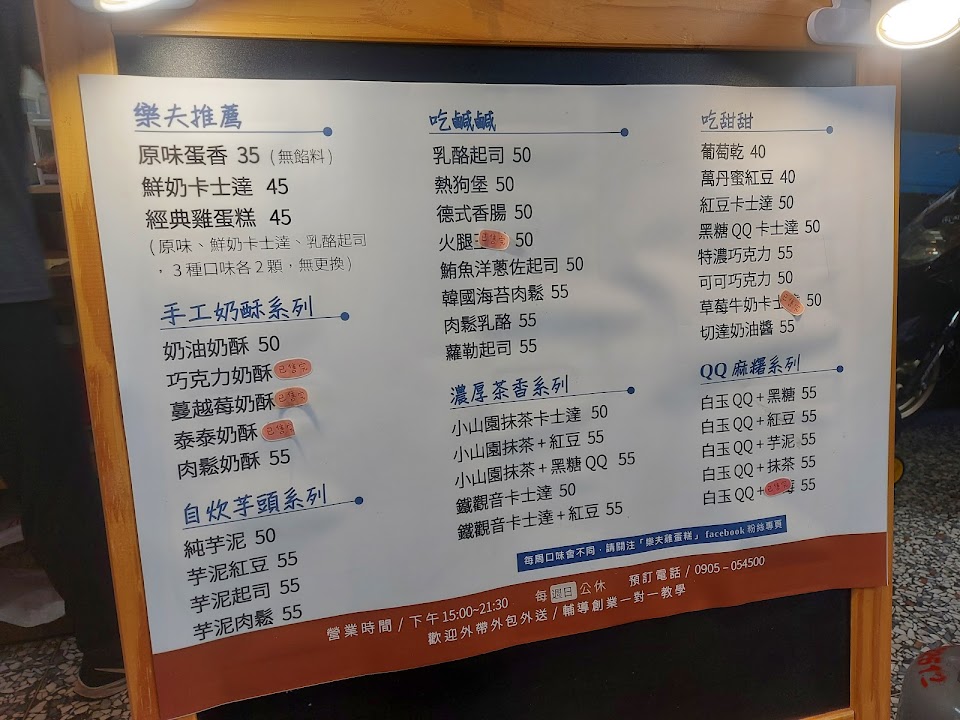 樂夫推薦
原味蛋香 35 (無餡料)
鮮奶卡士達 45
經典雞蛋糕 45
(原味、鮮奶卡士達、乳酪起司
，3種口味各2顆，無更換)
手工奶酥系列
奶油奶酥 50
巧克力奶酥 已售完
蔓越莓奶酥 已售完
泰泰奶酥 已售完
肉鬆奶酥 55
自炊芋頭系列
純芋泥 50
芋泥紅豆 55
芋泥起司 55
芋泥肉鬆 55
吃鹹鹹
乳酪起司 50
熱狗堡 50
德式香腸 50
火腿 已售完 50
鮪魚洋蔥佐起司 50
韓國海苔肉鬆 55
肉鬆乳酪 55
蘿勒起司 55
濃厚茶香系列
小山園抹茶卡士達 50
小山園抹茶+紅豆 55
小山園抹茶+黑糖QQ 55
鐵觀音卡士達 50
鐵觀音卡士達+紅豆 55
吃甜甜
葡萄乾 40
萬丹蜜紅豆 40
紅豆卡士達 50
黑糖QQ卡士達 50
特濃巧克力 55
可可巧克力 50
草莓牛奶卡士 50
切達奶油醬 55
QQ麻糬系列
白玉QQ+黑糖 55
白玉QQ+紅豆 55
白玉QQ+芋泥 55
白玉QQ+抹茶 55
白玉QQ+ 55
每周口味會不同，請關注「樂夫雞蛋糕」facebook 粉絲專頁
營業時間 / 下午15:00~21:30 每週日公休 預訂電話 / 0905-054500
歡迎外帶外包外送 / 輔導創業一對一教學